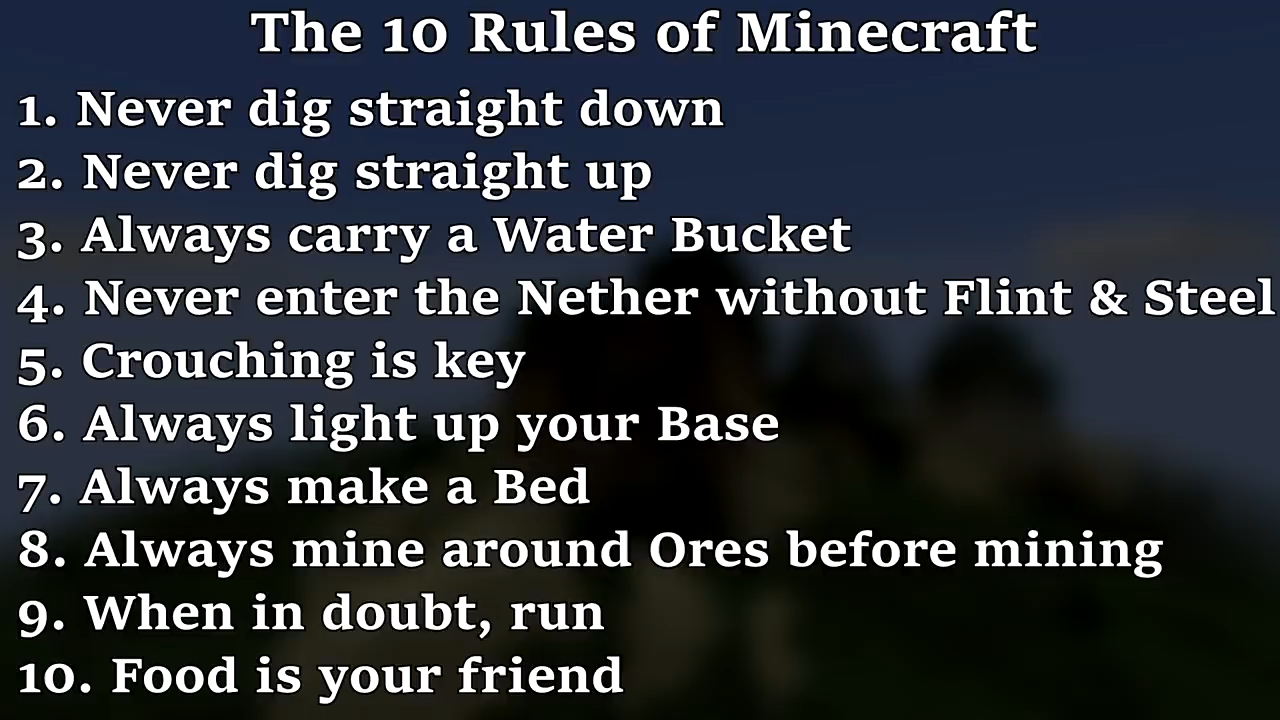 The 10 Rules of Minecraft
1. Never dig straight down
2. Never dig straight up
3. Always carry a Water Bucket
4. Never enter the Nether without Flint & Steel
5. Crouching is key
6. Always light up your Base
7. Always make a Bed
8. Always mine around Ores before mining
9. When in doubt, run
10. Food is your friend